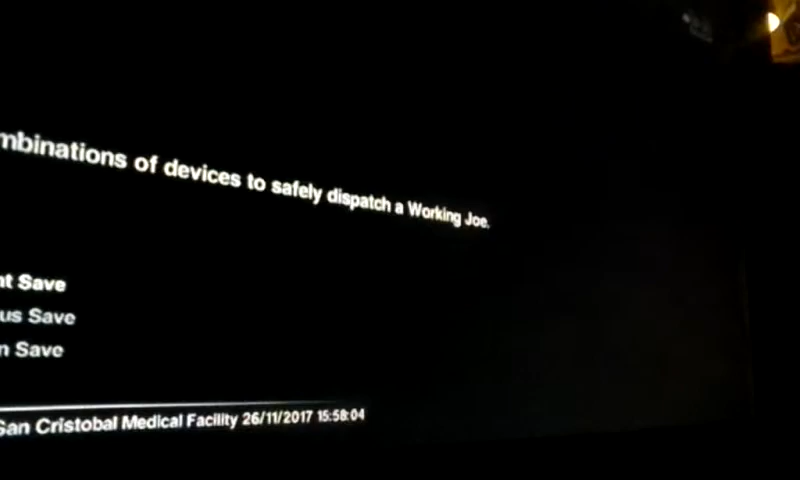 mbinations of devices to safely dispatch a Working Joe.
nt Save
us Save
n Save
San Cristobal Medical Facility 26/11/2017 15:58:04